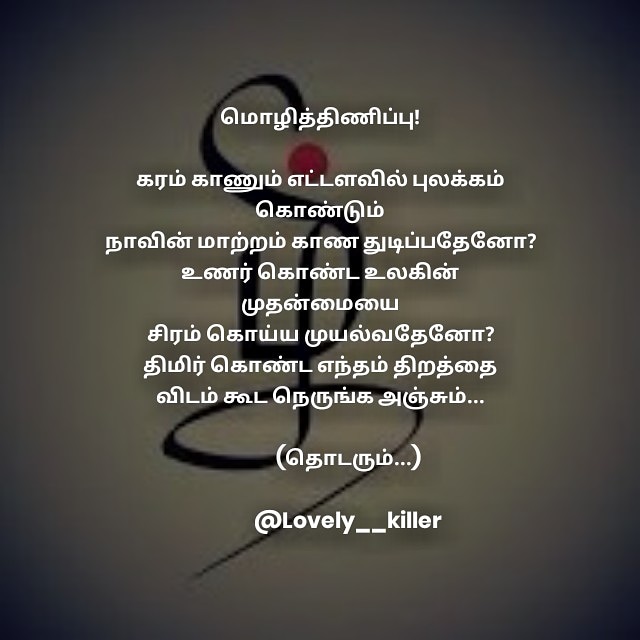 மொழித்திணிப்பு!
கரம் காணும் எட்டளவில் புலக்கம்
கொண்டும்
நாவின் மாற்றம் காண துடிப்பதேனோ?
உணர் கொண்ட உலகின்
முதன்மையை
சிரம் கொய்ய முயல்வதேனோ?
திமிர் கொண்ட எந்தம் திறத்தை
விடம் கூட நெருங்க அஞ்சும்...
(தொடரும்...)
@Lovely__killer